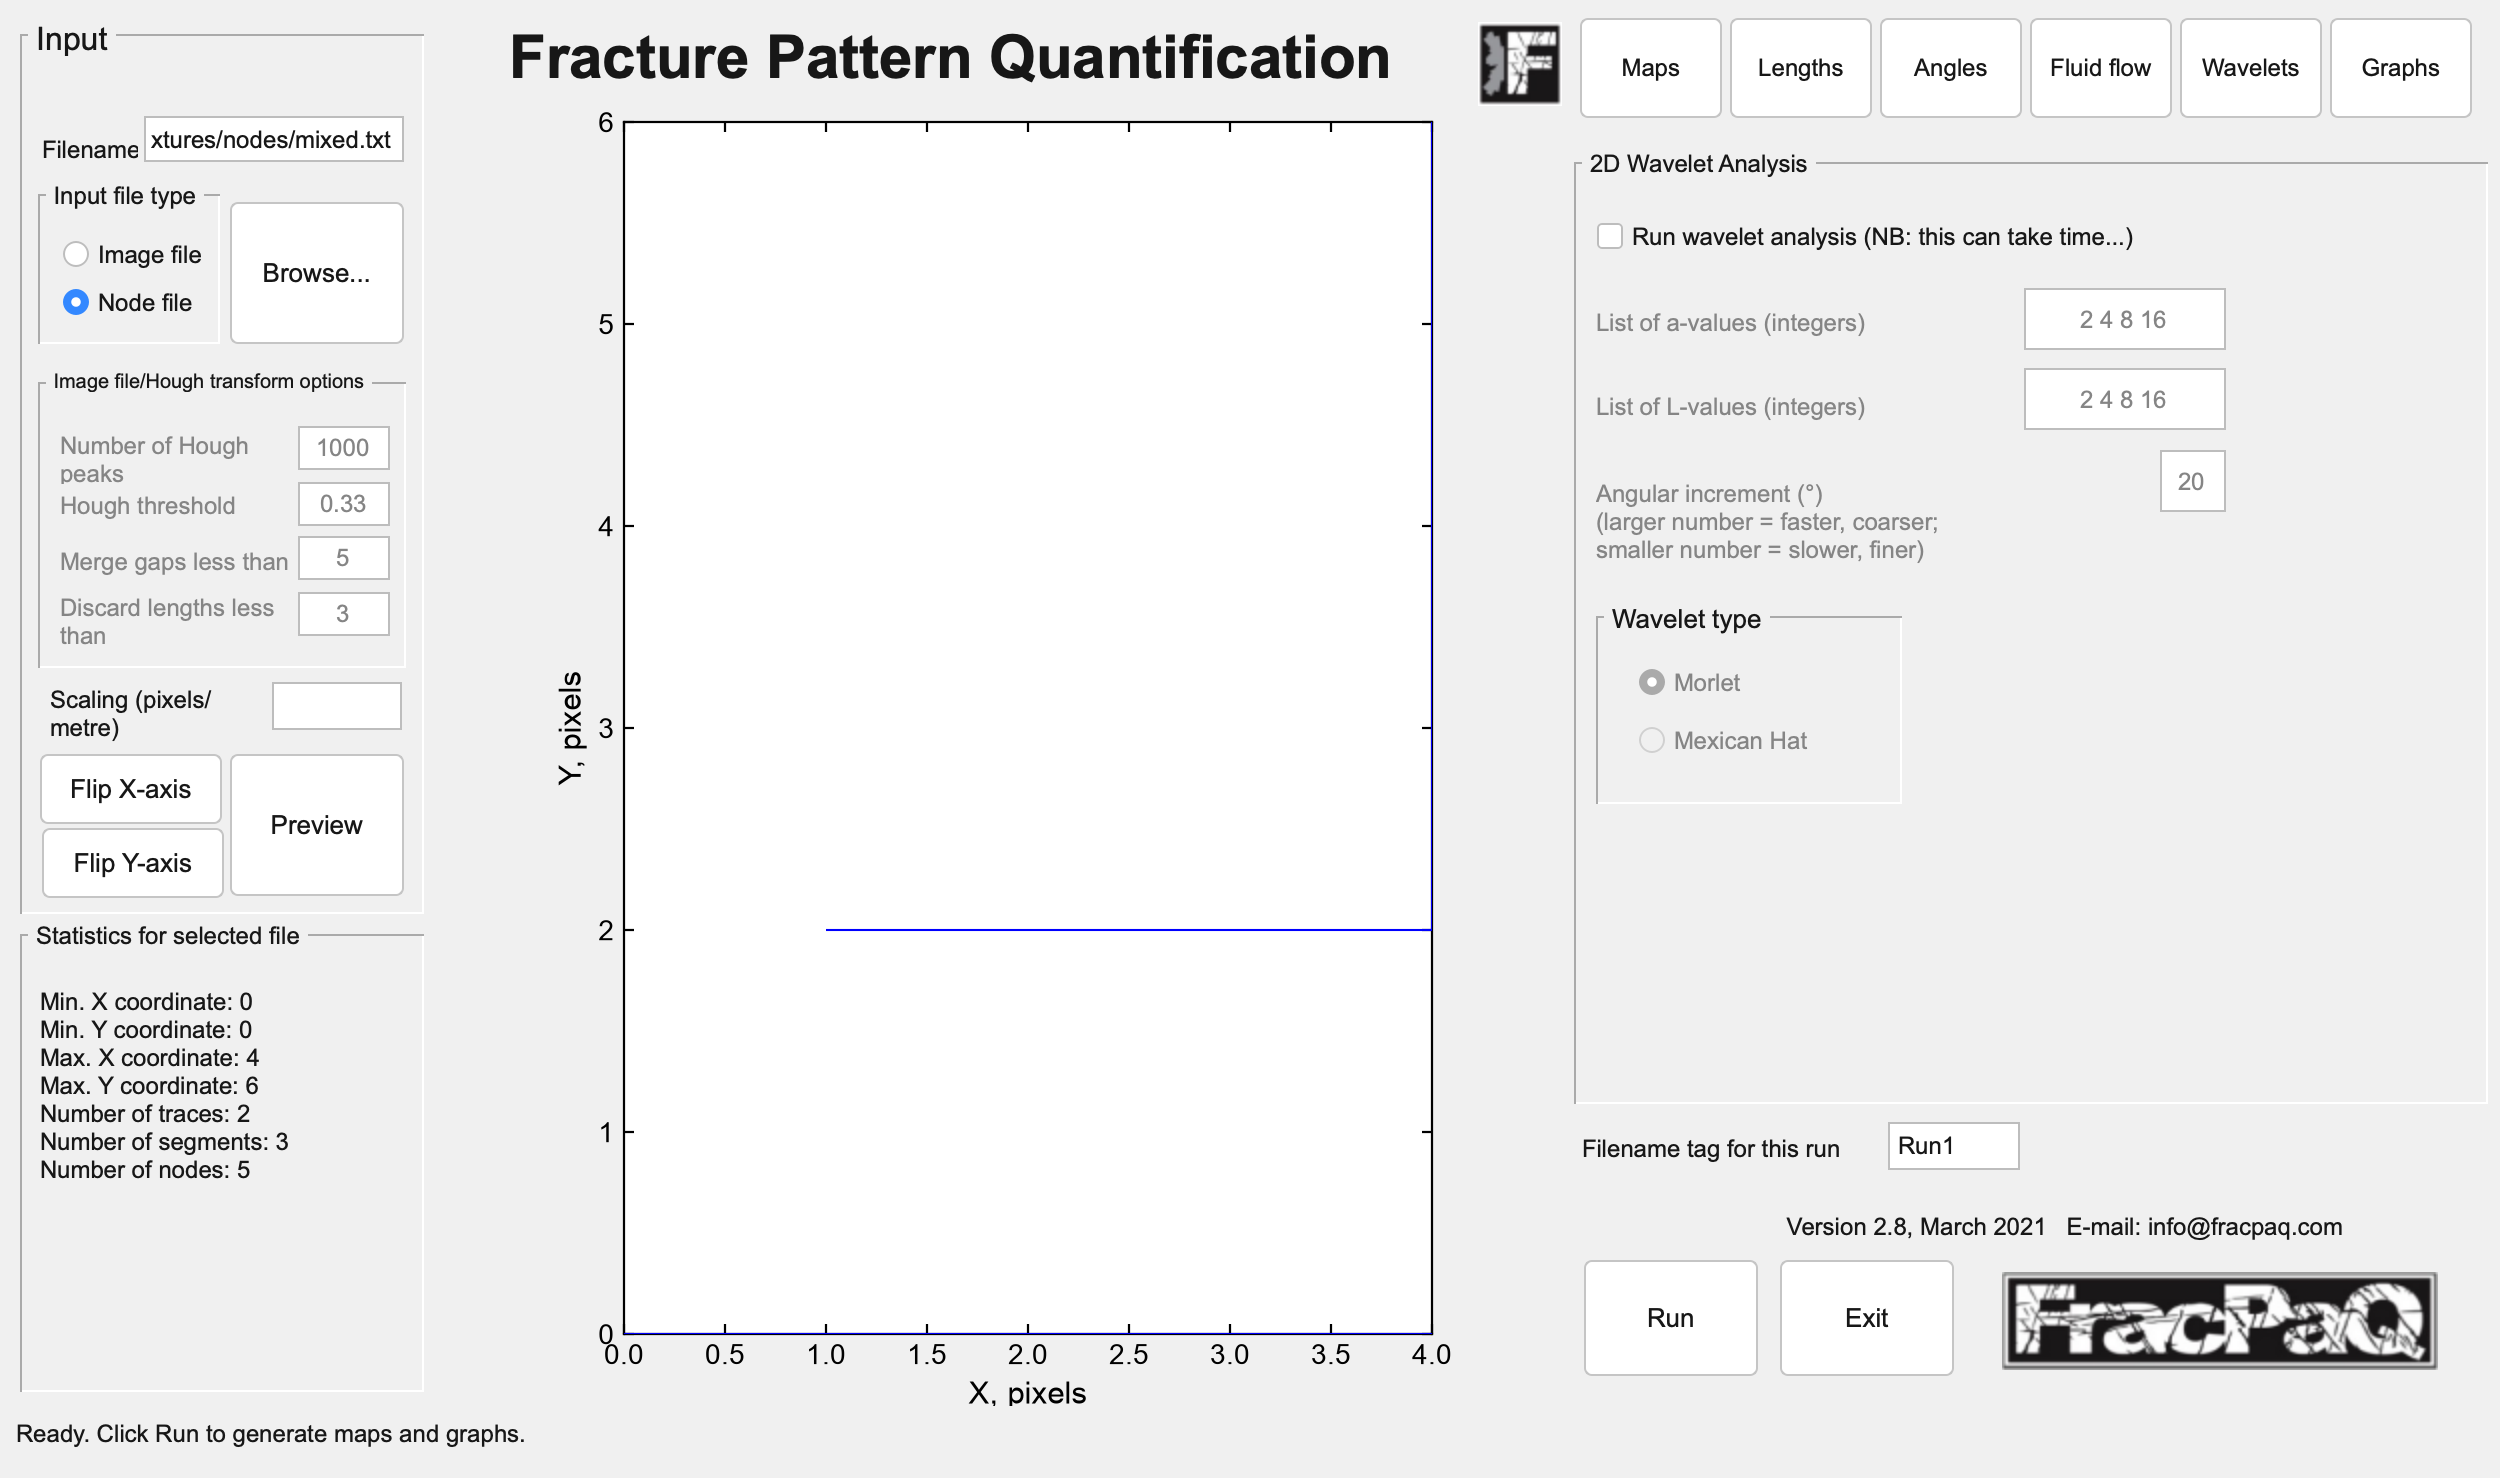 Input
Filename
xtures/nodes/mixed.txt
Input file type
Image file
Node file
Browse...
Image file/Hough transform options
Number of Hough
peaks
1000
Hough threshold
0.33
Merge gaps less than
5
Discard lengths less
than
3
Scaling (pixels/
metre)
Flip X-axis
Flip Y-axis
Preview
Statistics for selected file
Min. X coordinate: 0
Min. Y coordinate: 0
Max. X coordinate: 4
Max. Y coordinate: 6
Number of traces: 2
Number of segments: 3
Number of nodes: 5
Ready. Click Run to generate maps and graphs.
Fracture Pattern Quantification
6
5
4
3
2
1
0
Y, pixels
0.0 0.5 1.0 1.5 2.0 2.5 3.0 3.5 4.0
X, pixels
F
Maps
Lengths
Angles
Fluid flow
Wavelets
Graphs
2D Wavelet Analysis
Run wavelet analysis (NB: this can take time...)
List of a-values (integers)
2 4 8 16
List of L-values (integers)
2 4 8 16
Angular increment (°)
(larger number = faster, coarser;
smaller number = slower, finer)
20
Wavelet type
Morlet
Mexican Hat
Filename tag for this run
Run1
Version 2.8, March 2021 E-mail: info@fracpaq.com
Run
Exit
FracPaQ